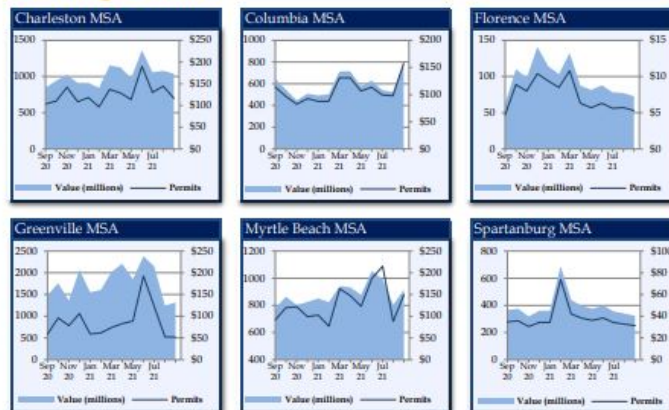 Charleston MSA
1500 $250
$200
1000 $150
$100
500
$50
0 $0
Sep Nov Jan Mar May Jul
20 20 21 21 21 21
Value (millions) Permits
Columbia MSA
1000 $200
800 $150
600
$100
400
200 $50
0 $0
Sep Nov Jan Mar May Jul
20 20 21 21 21 21
Value (millions) Permits
Florence MSA
150 $15
100 $10
50 $5
0 $0
Sep Nov Jan Mar May Jul
20 20 21 21 21 21
Value (millions) Permits
Greenville MSA
2500 $250
2000 $200
1500 $150
1000 $100
500 $50
0 $0
Sep Nov Jan Mar May Jul
20 20 21 21 21 21
Value (millions) Permits
Myrtle Beach MSA
1200 $250
1000 $200
800 $150
$100
600
$50
400 $0
Sep Nov Jan Mar May Jul
20 20 21 21 21 21
Value (millions) Permits
Spartanburg MSA
800 $100
600 $80
$60
400
$40
200 $20
0 $0
Sep Nov Jan Mar May Jul
20 20 21 21 21 21
Value (millions) Permits